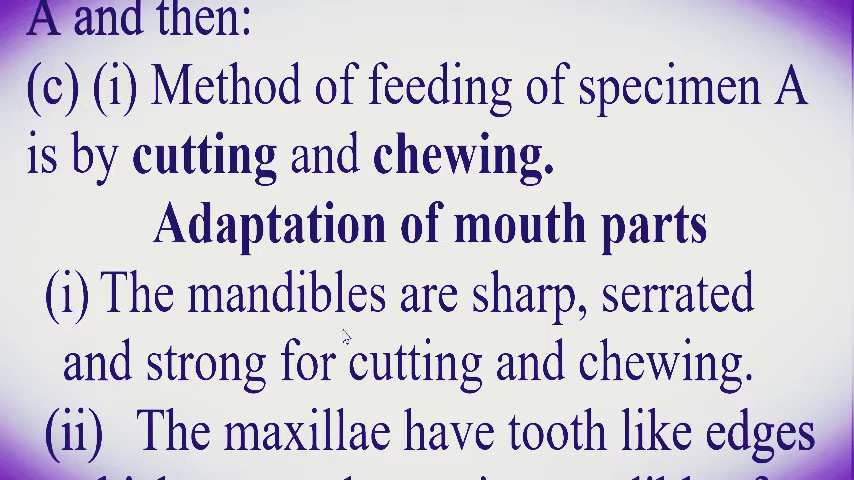 A and then:
(c) (i) Method of feeding of specimen A
is by cutting and chewing.
Adaptation of mouth parts
(i) The mandibles are sharp, serrated
and strong for cutting and chewing.
(ii) The maxillae have tooth like edges